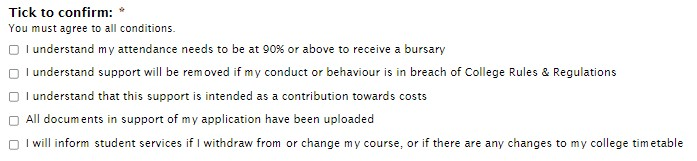 Tick to confirm: *
You must agree to all conditions.
I understand my attendance needs to be at 90% or above to receive a bursary
I understand support will be removed if my conduct or behaviour is in breach of College Rules & Regulations
I understand that this support is intended as a contribution towards costs
All documents in support of my application have been uploaded
I will inform student services if I withdraw from or change my course, or if there are any changes to my college timetable